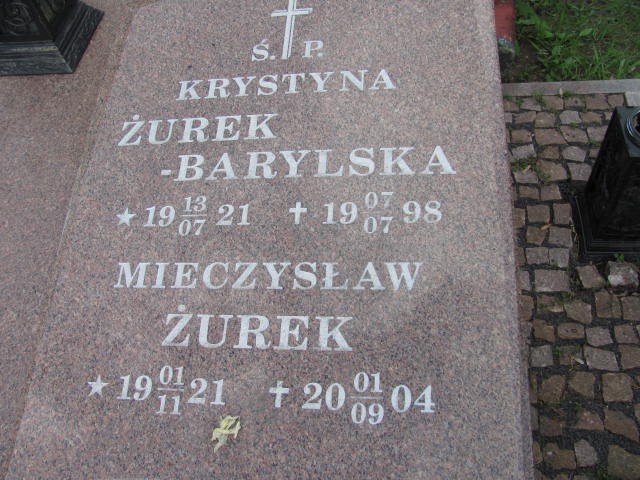 Ś. P.
KRYSTYNA
ŻUREK
-BARYLSKA
★ 19 13/07 21 ✝ 19 07/07 98
MIECZYSŁAW
ŻUREK
★ 19 01/11 21 ✝ 20 01/09 04